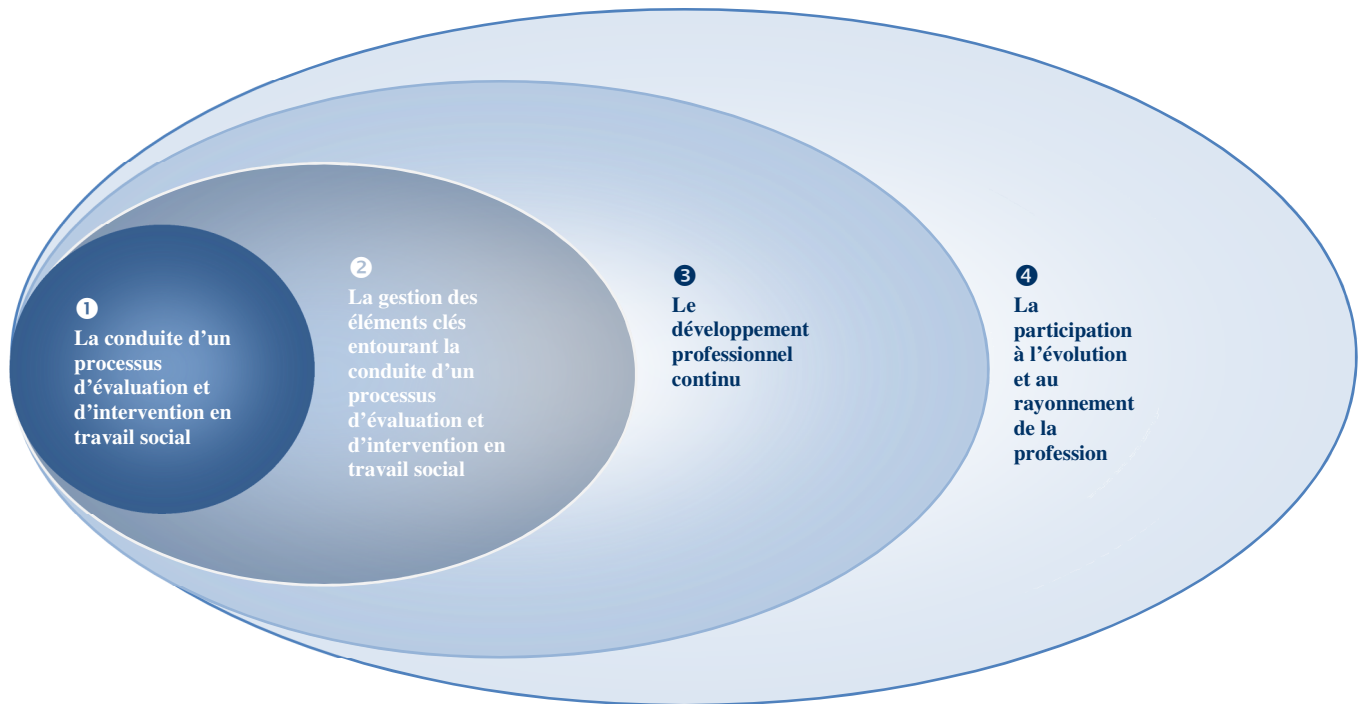 ❶
La conduite d’un
processus
d’évaluation et
d’intervention en
travail social
❷
La gestion des
éléments clés
entourant la
conduite d’un
processus
d’évaluation et
d’intervention en
travail social
❸
Le
développement
professionnel
continu
❹
La
participation
à l’évolution
et au
rayonnement
de la
profession